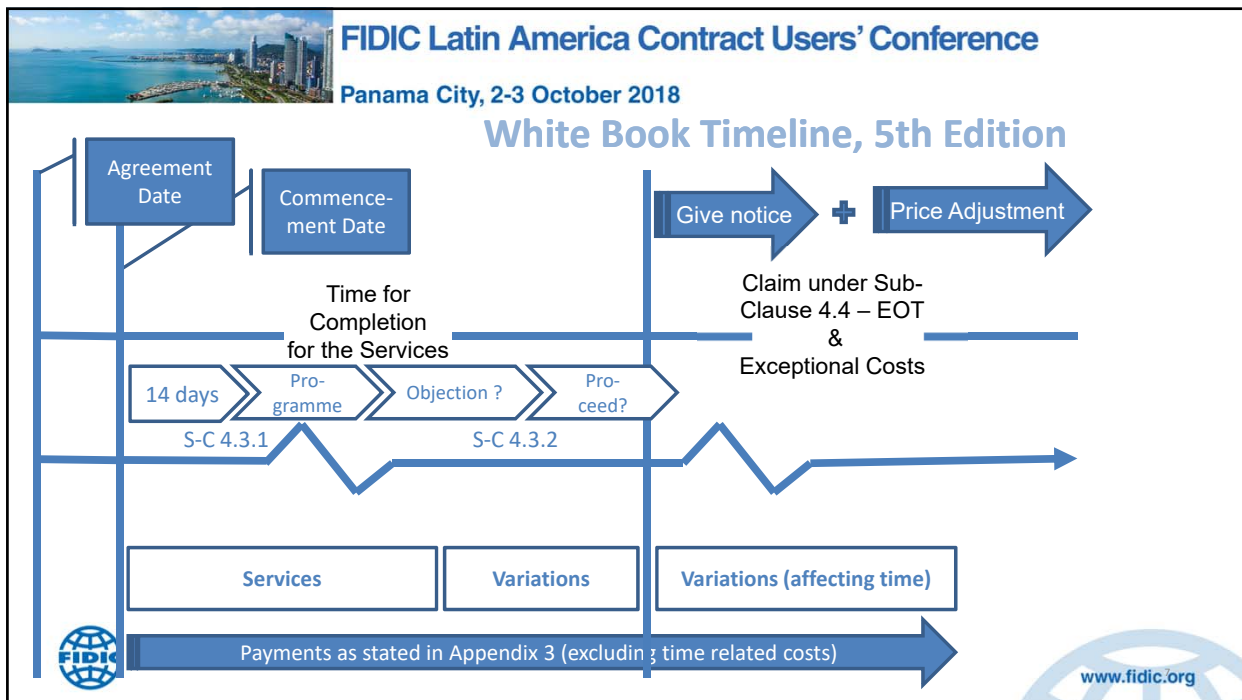 FIDIC Latin America Contract Users' Conference
Panama City, 2-3 October 2018
White Book Timeline, 5th Edition
Agreement
Date
Commence-
ment Date
Give notice
Price Adjustment
Time for
Completion
for the Services
Claim under Sub-
Clause 4.4 – EOT
&
Exceptional Costs
14 days
Pro-
gramme
Objection ?
Pro-
ceed?
S-C 4.3.1
S-C 4.3.2
Services
Variations
Variations (affecting time)
Payments as stated in Appendix 3 (excluding time related costs)
FIDIC
www.fidic.org
7